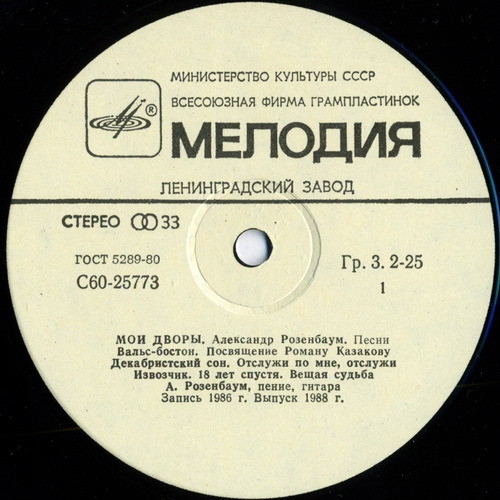 МИНИСТЕРСТВО КУЛЬТУРЫ СССР
ВСЕСОЮЗНАЯ ФИРМА ГРАМПЛАСТИНОК
®
МЕЛОДИЯ
ЛЕНИНГРАДСКИЙ ЗАВОД
СТЕРЕО 33
ГОСТ 5289-80
С60-25773
Гр. 3. 2-25
1
МОИ ДВОРЫ. Александр Розенбаум. Песни
Вальс-бостон. Посвящение Роману Казакову
Декабристский сон. Отслужи по мне, отслужи
Извозчик. 18 лет спустя. Вещая судьба
А. Розенбаум, пение, гитара
Запись 1986 г. Выпуск 1988 г.